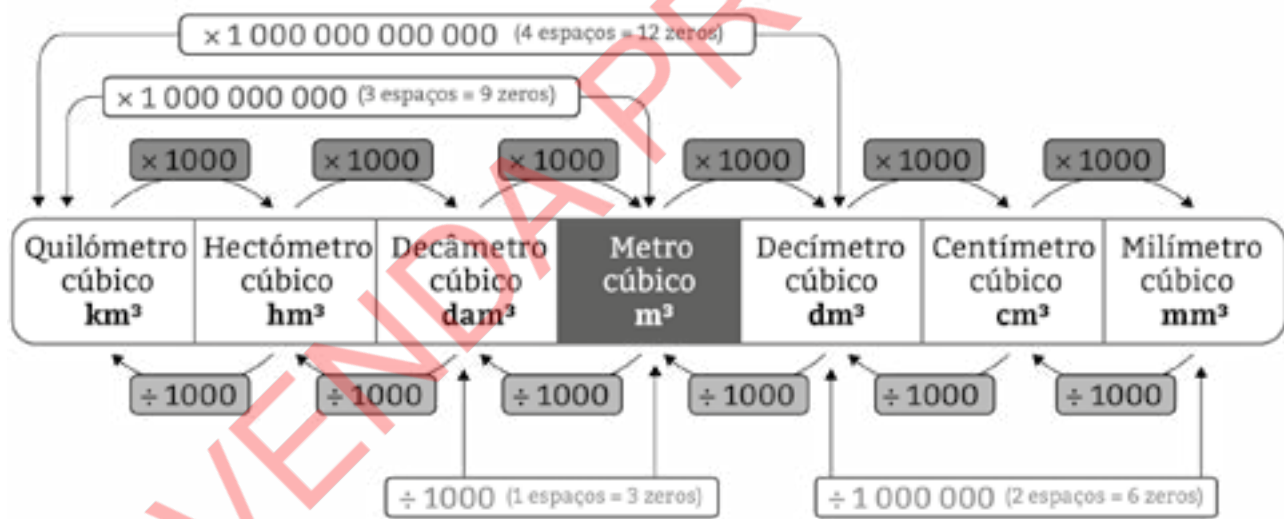 × 1 000 000 000 000 (4 espaços = 12 zeros)
× 1 000 000 000 (3 espaços = 9 zeros)
× 1000 × 1000 × 1000 × 1000 × 1000 × 1000
Quilómetro Hectómetro Decâmetro Metro Decímetro Centímetro Milímetro
cúbico cúbico cúbico cúbico cúbico cúbico cúbico
km³ hm³ dam³ m³ dm³ cm³ mm³
÷ 1000 ÷ 1000 ÷ 1000 ÷ 1000 ÷ 1000 ÷ 1000
÷ 1000 (1 espaços = 3 zeros) ÷ 1 000 000 (2 espaços = 6 zeros)
VENDA PR